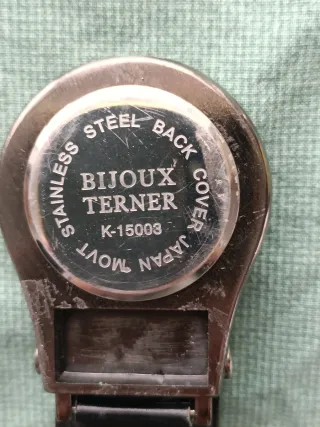 STAINLESS STEEL BACK COVER JAPAN MOVT
BIJOUX
TERNER
K-15003